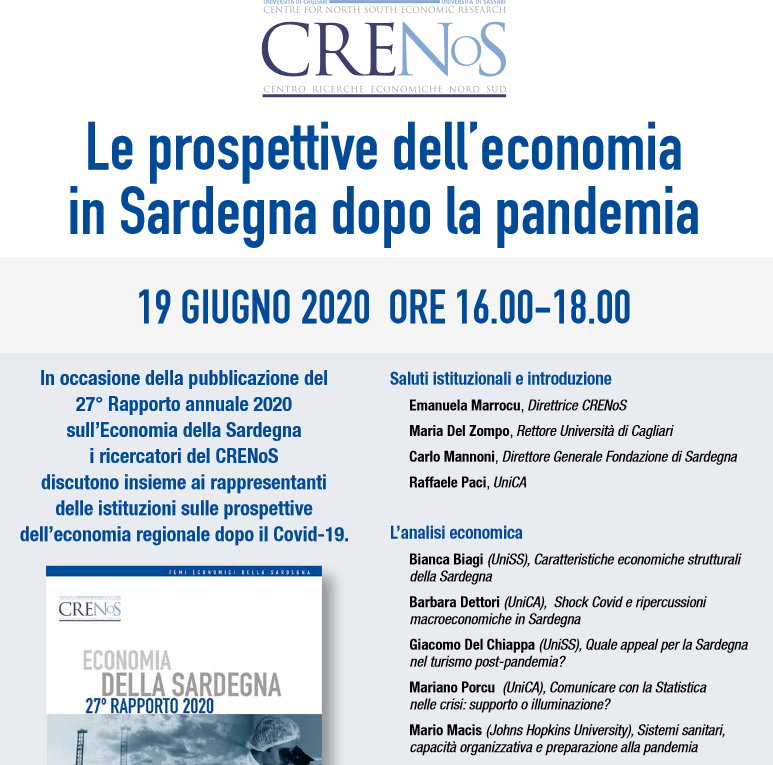 UNIVERSITÀ DI CAGLIARI UNIVERSITÀ DI SASSARI
CENTRE FOR NORTH SOUTH ECONOMIC RESEARCH
CRENoS
CENTRO RICERCHE ECONOMICHE NORD SUD
Le prospettive dell'economia
in Sardegna dopo la pandemia
19 GIUGNO 2020 ORE 16.00-18.00
In occasione della pubblicazione del
27° Rapporto annuale 2020
sull'Economia della Sardegna
i ricercatori del CRENoS
discutono insieme ai rappresentanti
delle istituzioni sulle prospettive
dell'economia regionale dopo il Covid-19.
TEMI ECONOMICI DELLA SARDEGNA
CRENoS
ECONOMIA
DELLA SARDEGNA
27° RAPPORTO 2020
Saluti istituzionali e introduzione
Emanuela Marrocu, Direttrice CRENoS
Maria Del Zompo, Rettore Università di Cagliari
Carlo Mannoni, Direttore Generale Fondazione di Sardegna
Raffaele Paci, UniCA
L'analisi economica
Bianca Biagi (UniSS), Caratteristiche economiche strutturali
della Sardegna
Barbara Dettori (UniCA), Shock Covid e ripercussioni
macroeconomiche in Sardegna
Giacomo Del Chiappa (UniSS), Quale appeal per la Sardegna
nel turismo post-pandemia?
Mariano Porcu (UniCA), Comunicare con la Statistica
nelle crisi: supporto o illuminazione?
Mario Macis (Johns Hopkins University), Sistemi sanitari,
capacità organizzativa e preparazione alla pandemia